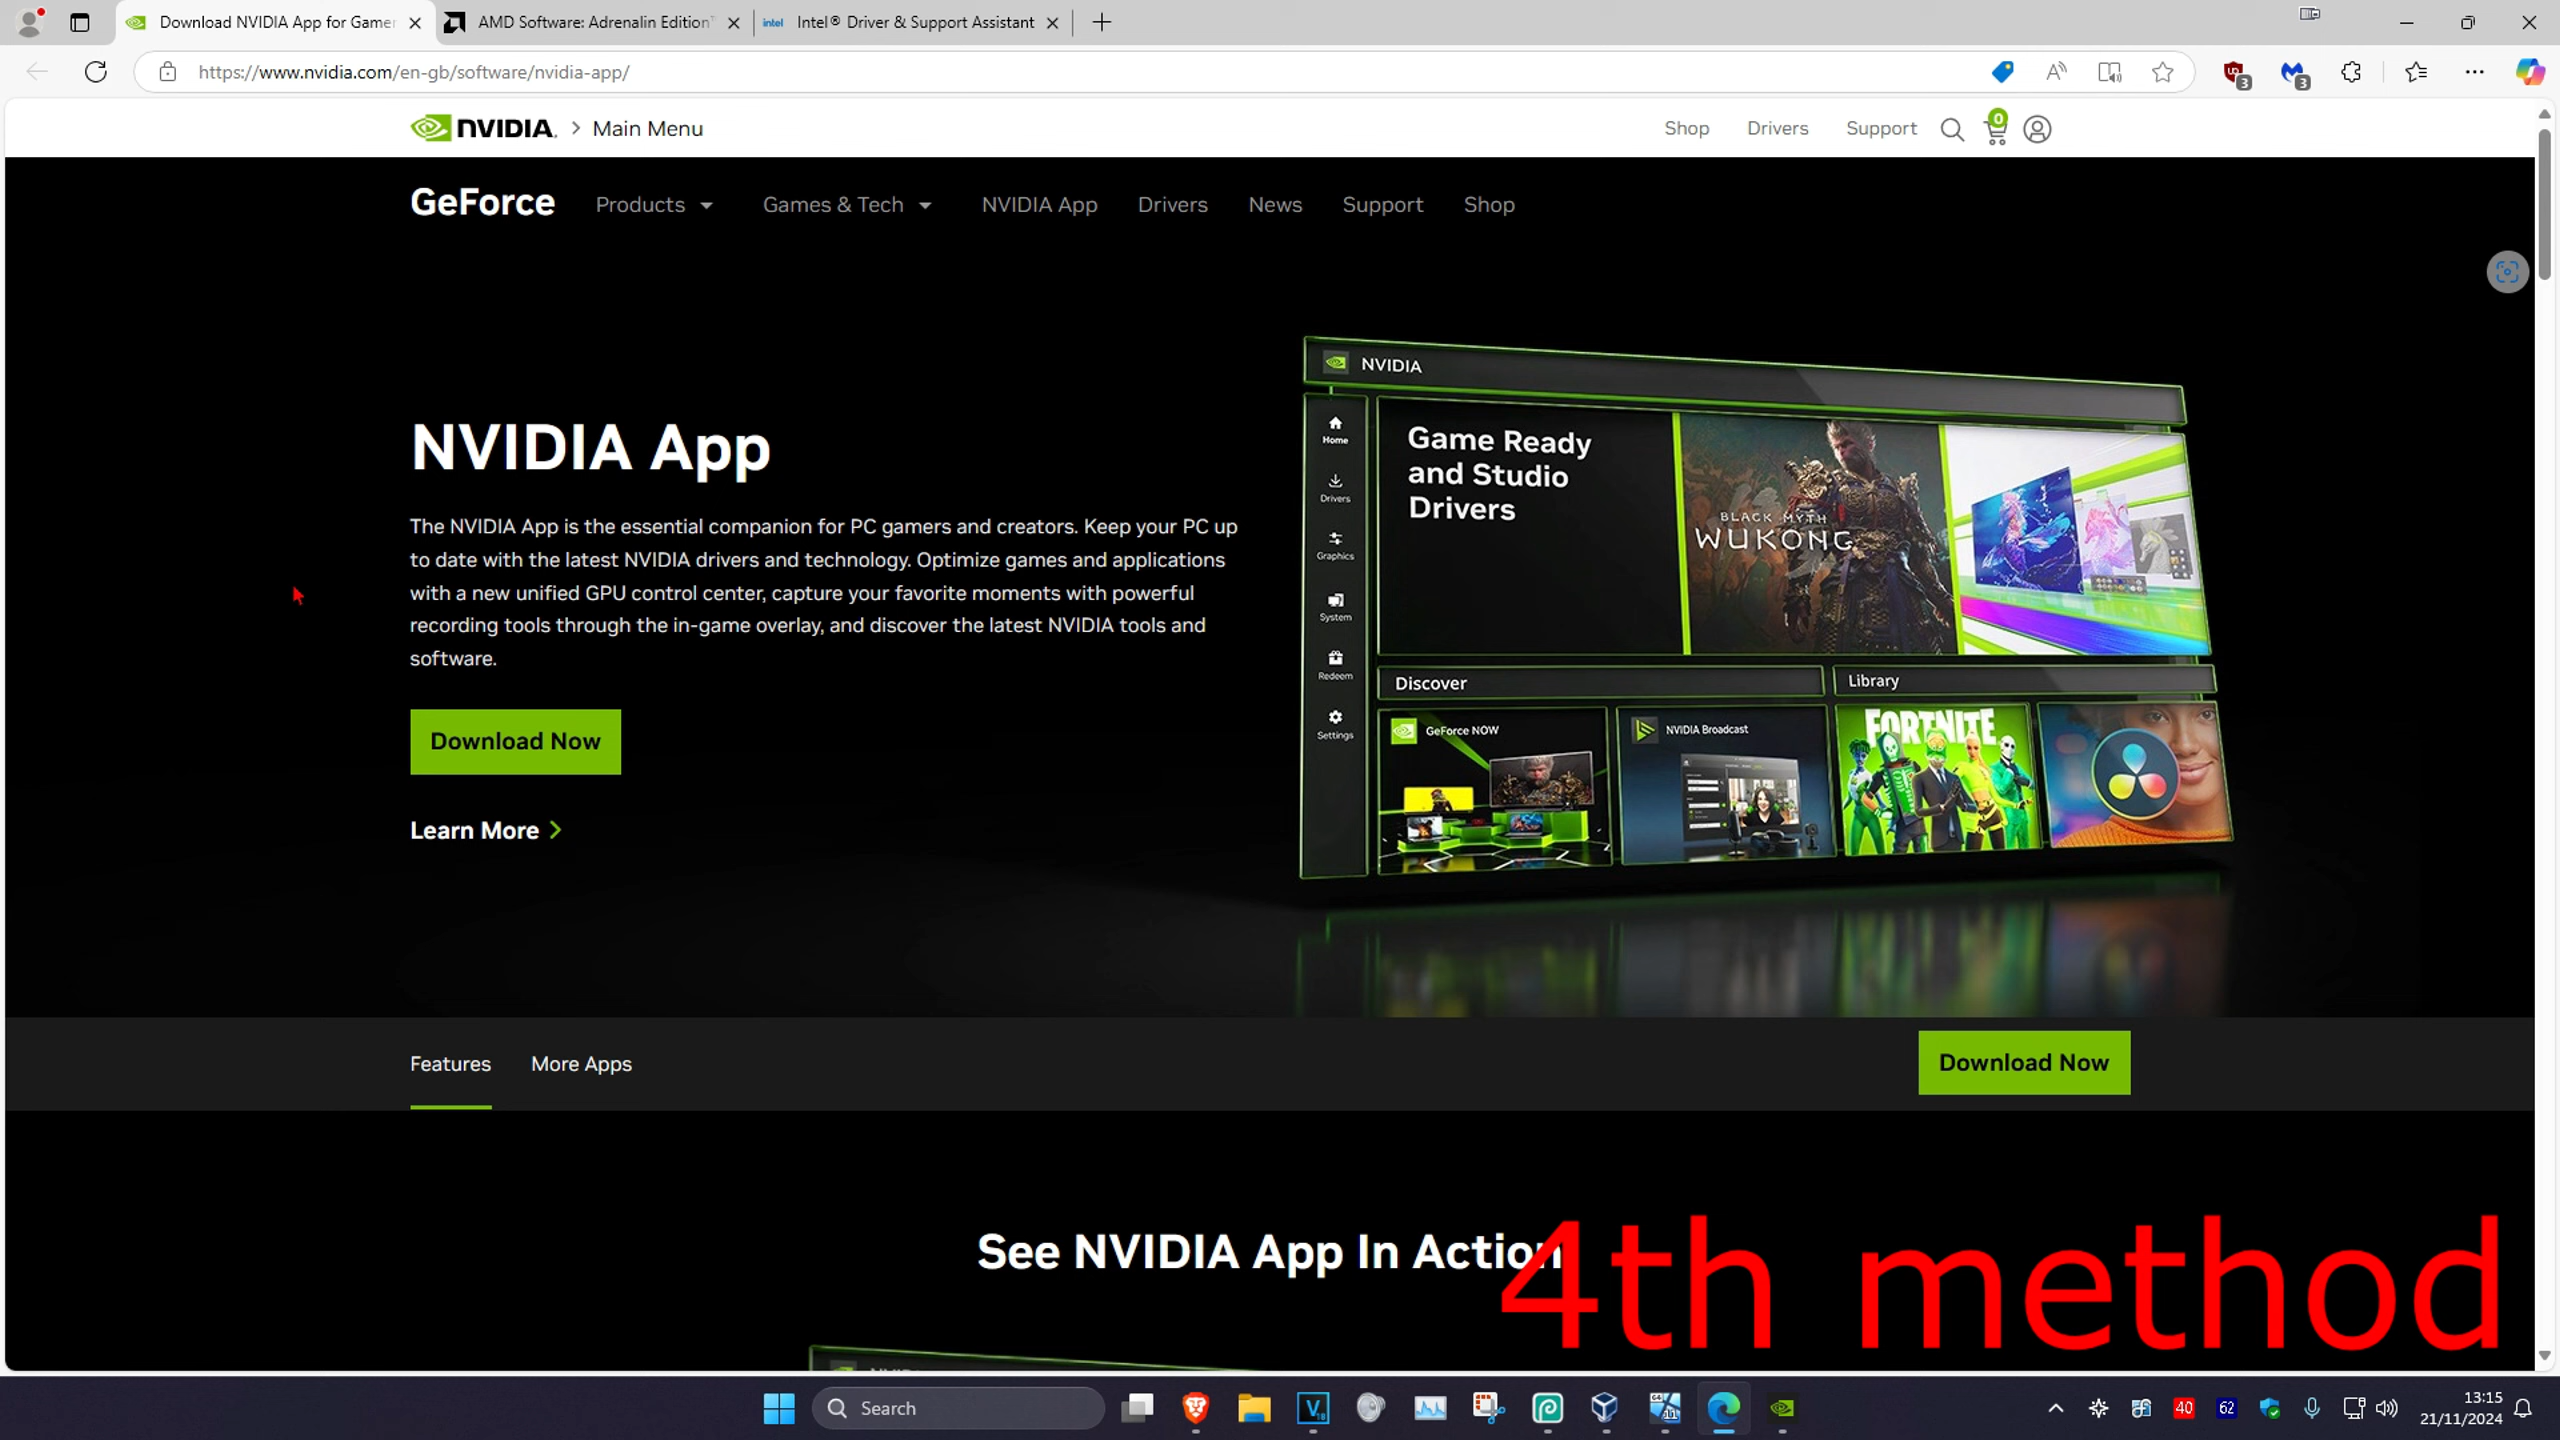 Download NVIDIA App for Gamer
AMD Software: Adrenalin Edition™
intel Intel® Driver & Support Assistant
https://www.nvidia.com/en-gb/software/nvidia-app/
3
3
NVIDIA. > Main Menu
Shop
Drivers
Support
0
GeForce
Products
Games & Tech
NVIDIA App
Drivers
News
Support
Shop
NVIDIA App
The NVIDIA App is the essential companion for PC gamers and creators. Keep your PC up
to date with the latest NVIDIA drivers and technology. Optimize games and applications
with a new unified GPU control center, capture your favorite moments with powerful
recording tools through the in-game overlay, and discover the latest NVIDIA tools and
software.
Download Now
Learn More >
NVIDIA
Home
Drivers
Graphics
System
Redeem
Settings
Game Ready
and Studio
Drivers
BLACK MYTH
WUKONG
Discover
Library
GeForce NOW
NVIDIA Broadcast
FORTNITE
Features
More Apps
Download Now
See NVIDIA App In Action
4th method
Search
40
62
13:15
21/11/2024